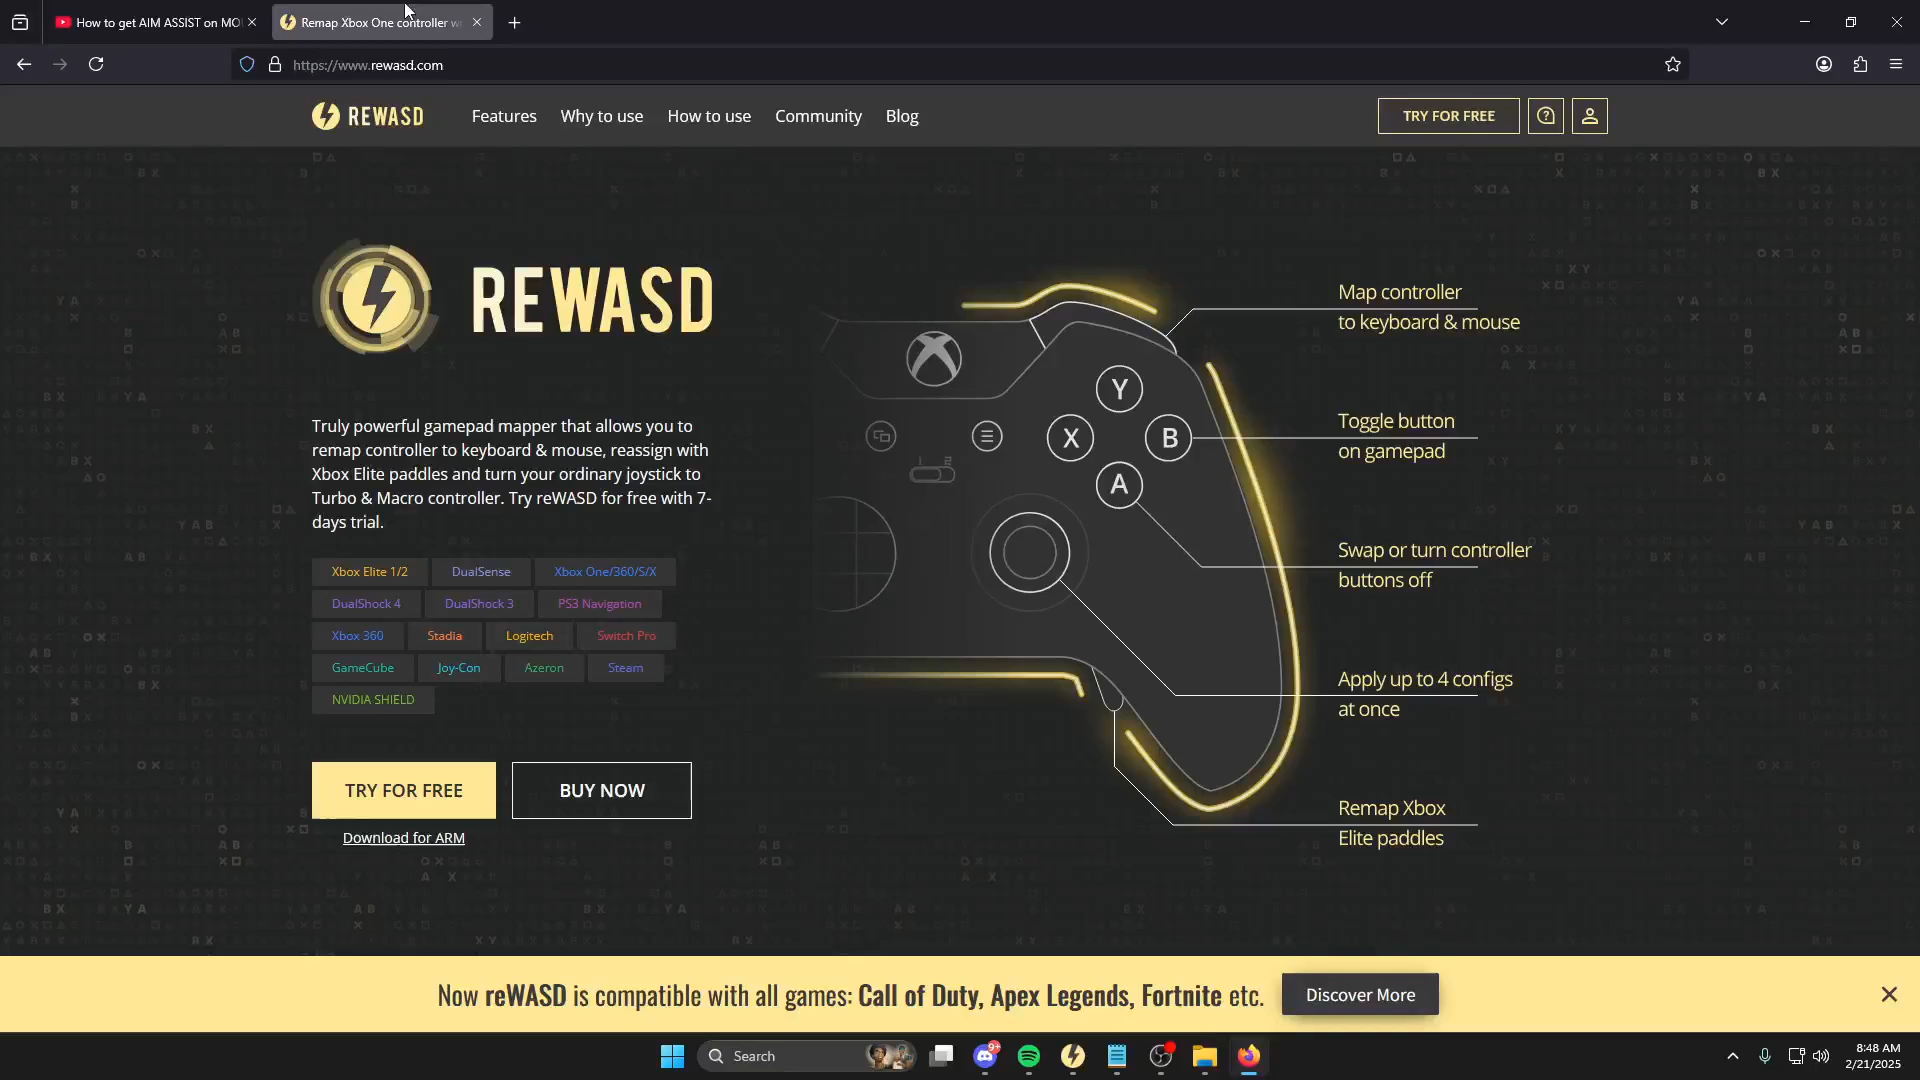 How to get AIM ASSIST on MO
Remap Xbox One controller w
https://www.rewasd.com
REWASD
Features
Why to use
How to use
Community
Blog
TRY FOR FREE
REWASD
Truly powerful gamepad mapper that allows you to
remap controller to keyboard & mouse, reassign with
Xbox Elite paddles and turn your ordinary joystick to
Turbo & Macro controller. Try reWASD for free with 7-
days trial.
Xbox Elite 1/2
DualSense
Xbox One/360/S/X
DualShock 4
DualShock 3
PS3 Navigation
Xbox 360
Stadia
Logitech
Switch Pro
GameCube
Joy-Con
Azeron
Steam
NVIDIA SHIELD
TRY FOR FREE
BUY NOW
Download for ARM
Y
X
B
A
Map controller
to keyboard & mouse
Toggle button
on gamepad
Swap or turn controller
buttons off
Apply up to 4 configs
at once
Remap Xbox
Elite paddles
Now reWASD is compatible with all games: Call of Duty, Apex Legends, Fortnite etc.
Discover More
Search
9+
8:48 AM
2/21/2025